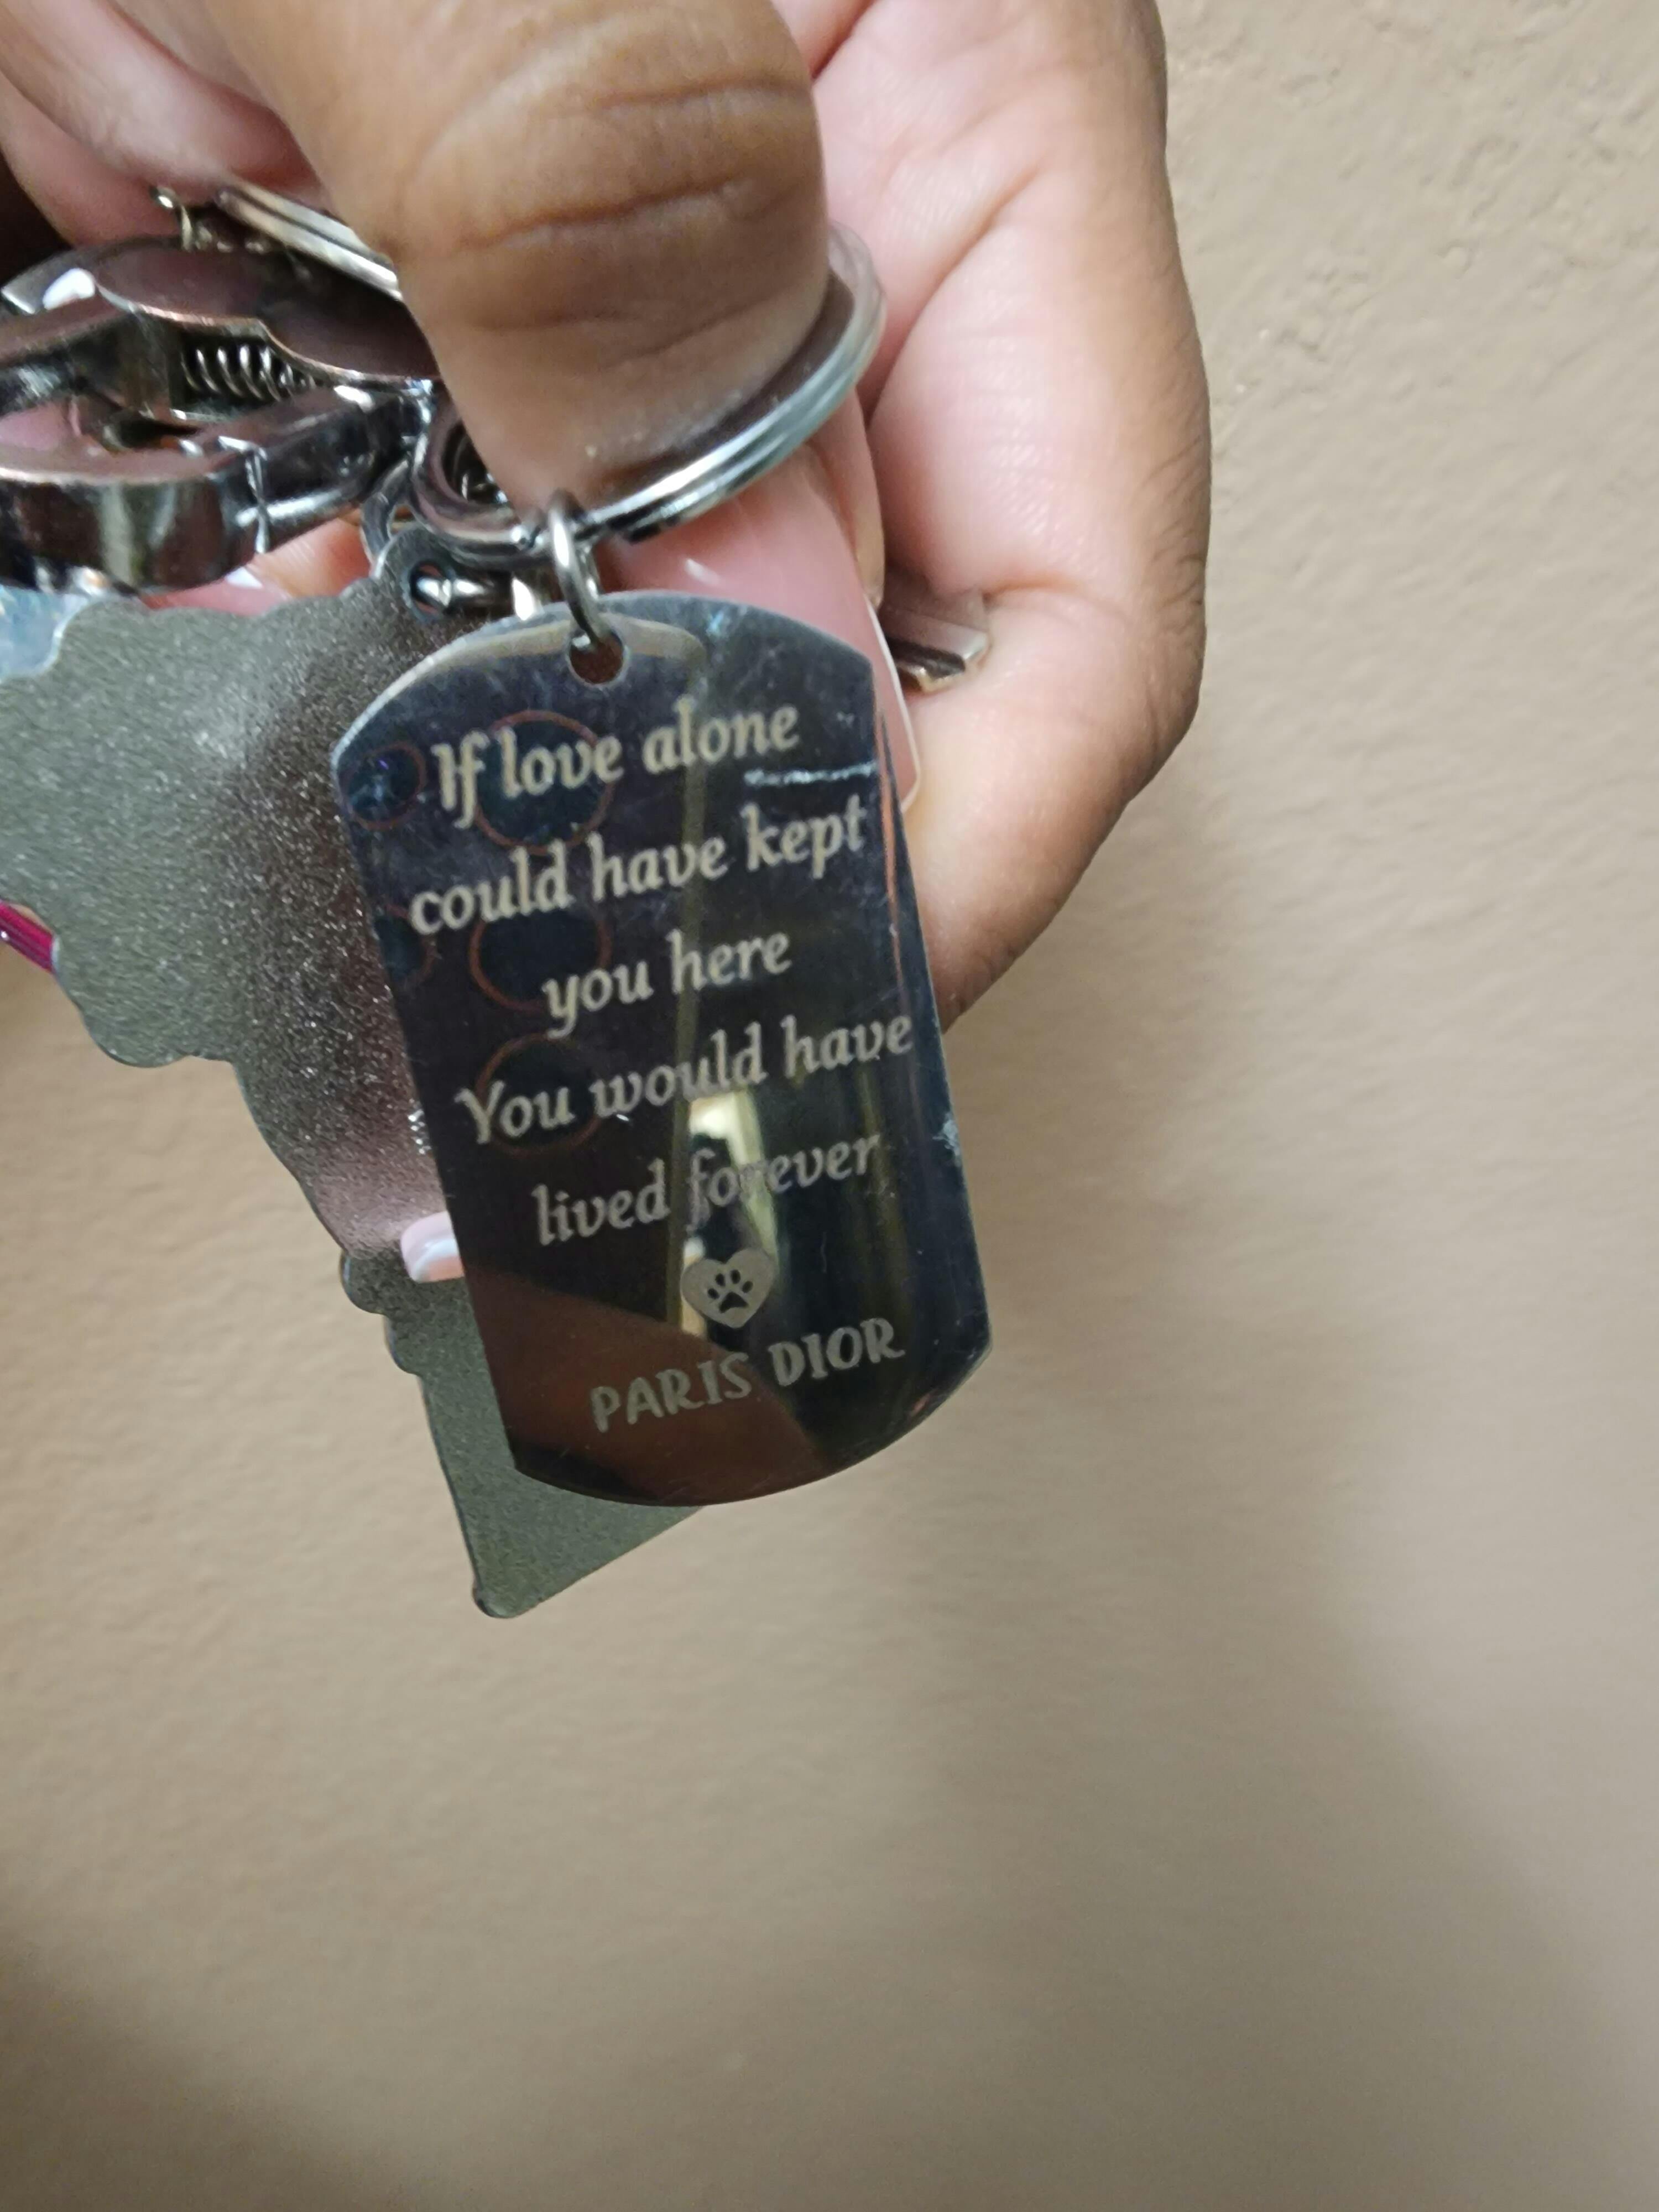 If love alone
could have kept
you here
You would have
lived forever
PARIS DIOR